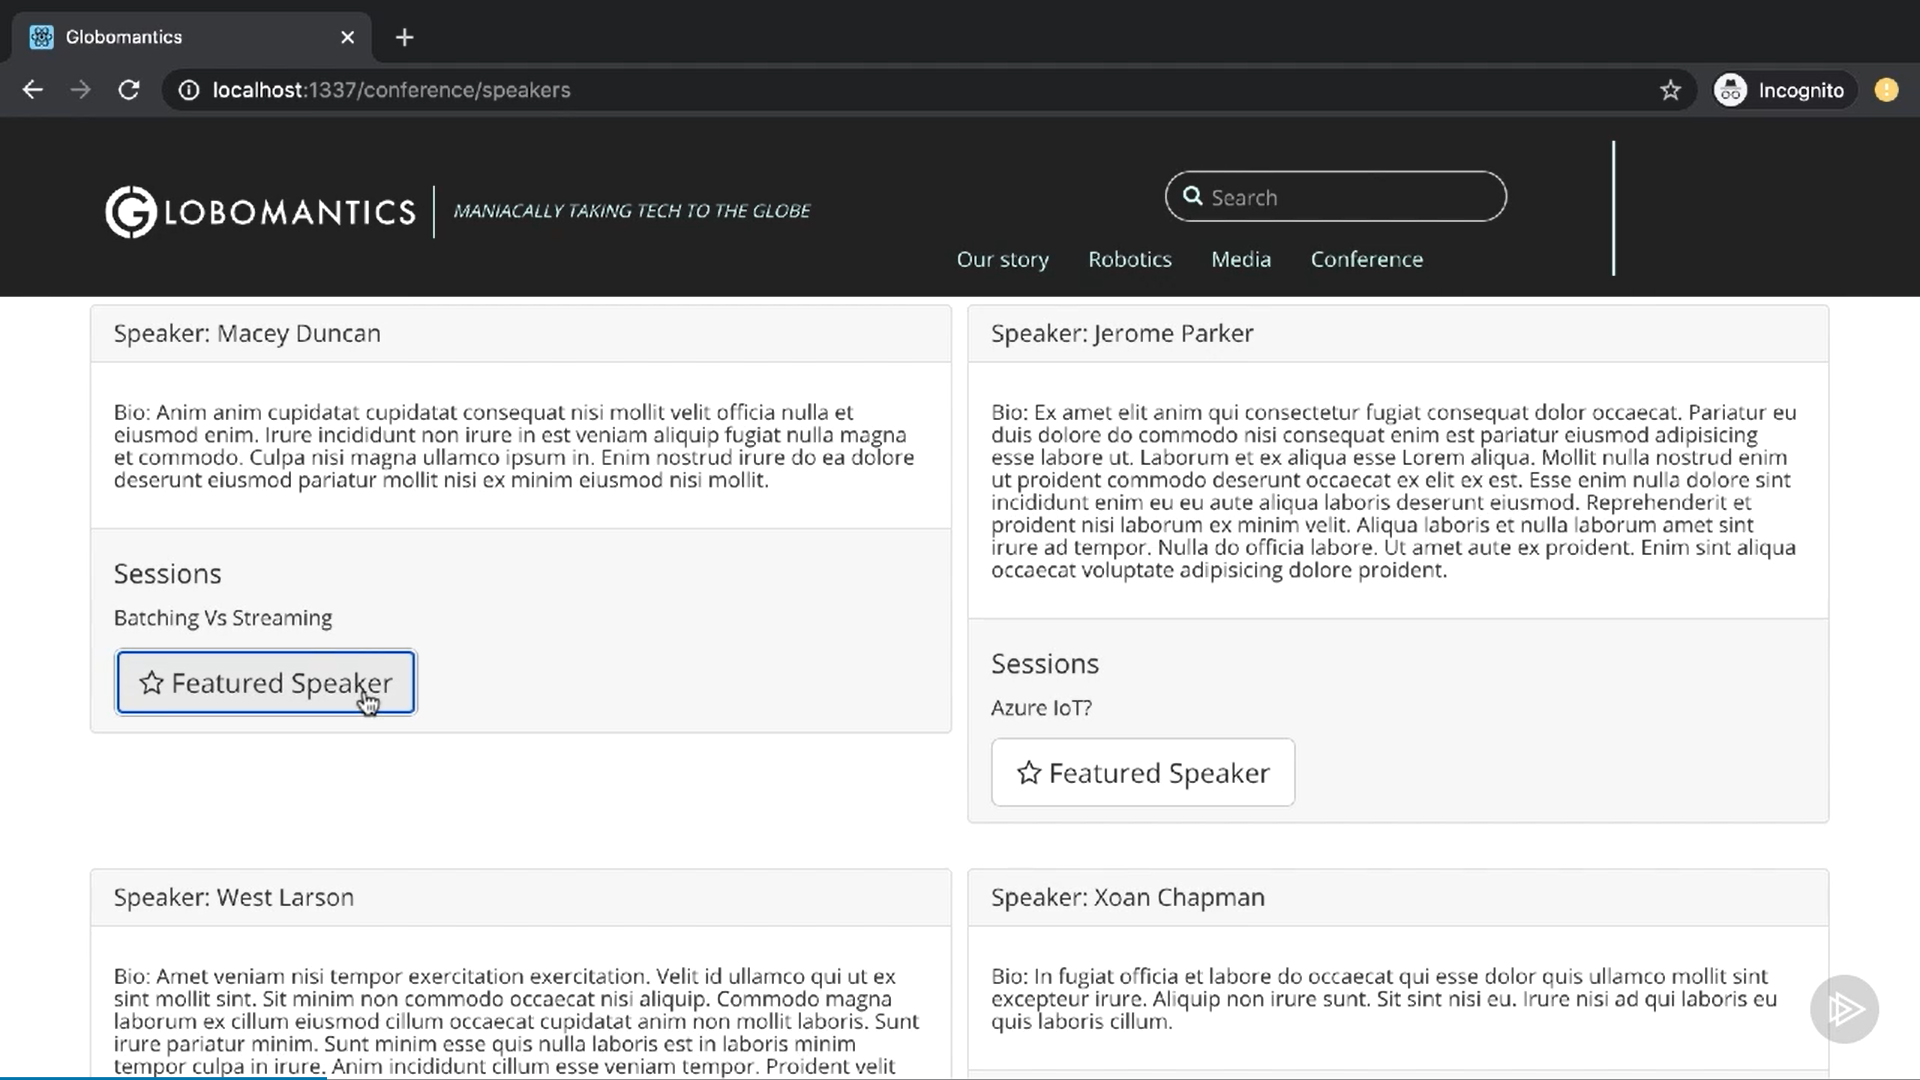 Globomantics
localhost:1337/conference/speakers
Incognito
GLOBOMANTICS
MANIACALLY TAKING TECH TO THE GLOBE
Search
Our story
Robotics
Media
Conference
Speaker: Macey Duncan
Bio: Anim anim cupidatat cupidatat consequat nisi mollit velit officia nulla et
eiusmod enim. Irure incididunt non irure in est veniam aliquip fugiat nulla magna
et commodo. Culpa nisi magna ullamco ipsum in. Enim nostrud irure do ea dolore
deserunt eiusmod pariatur mollit nisi ex minim eiusmod nisi mollit.
Sessions
Batching Vs Streaming
Featured Speaker
Speaker: Jerome Parker
Bio: Ex amet elit anim qui consectetur fugiat consequat dolor occaecat. Pariatur eu
duis dolore do commodo nisi consequat enim est pariatur eiusmod adipisicing
esse labore ut. Laborum et ex aliqua esse Lorem aliqua. Mollit nulla nostrud enim
ut proident commodo deserunt occaecat ex elit ex est. Esse enim nulla dolore sint
incididunt enim eu eu aute aliqua laboris deserunt eiusmod. Reprehenderit et
proident nisi laborum ex minim velit. Aliqua laboris et nulla laborum amet sint
irure ad tempor. Nulla do officia labore. Ut amet aute ex proident. Enim sint aliqua
occaecat voluptate adipisicing dolore proident.
Sessions
Azure IoT?
Featured Speaker
Speaker: West Larson
Bio: Amet veniam nisi tempor exercitation exercitation. Velit id ullamco qui ut ex
sint mollit sint. Sit minim non commodo occaecat nisi aliquip. Commodo magna
laborum ex cillum eiusmod cillum occaecat cupidatat anim non mollit laboris. Sunt
irure pariatur minim. Sunt minim esse quis nulla laboris est in laboris minim
tempor culpa in irure. Anim incididunt cillum esse veniam tempor. Proident velit
Speaker: Xoan Chapman
Bio: In fugiat officia et labore do occaecat qui esse dolor quis ullamco mollit sint
excepteur irure. Aliquip non irure sunt. Sit sint nisi eu. Irure nisi ad qui laboris eu
quis laboris cillum.